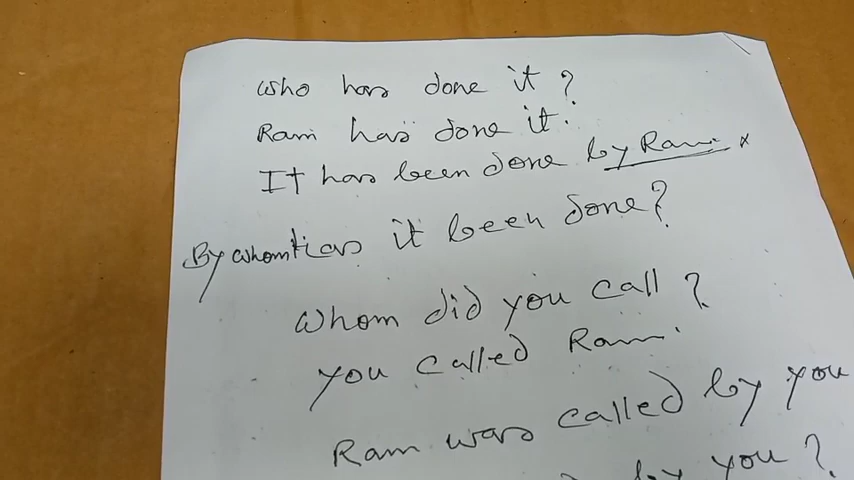 Who has done it ?
Ram has done it.
It has been done by Ram. x
By whom Has it been done?
Whom did you call ?
You called Ram.
Ram was called by you
by you ?